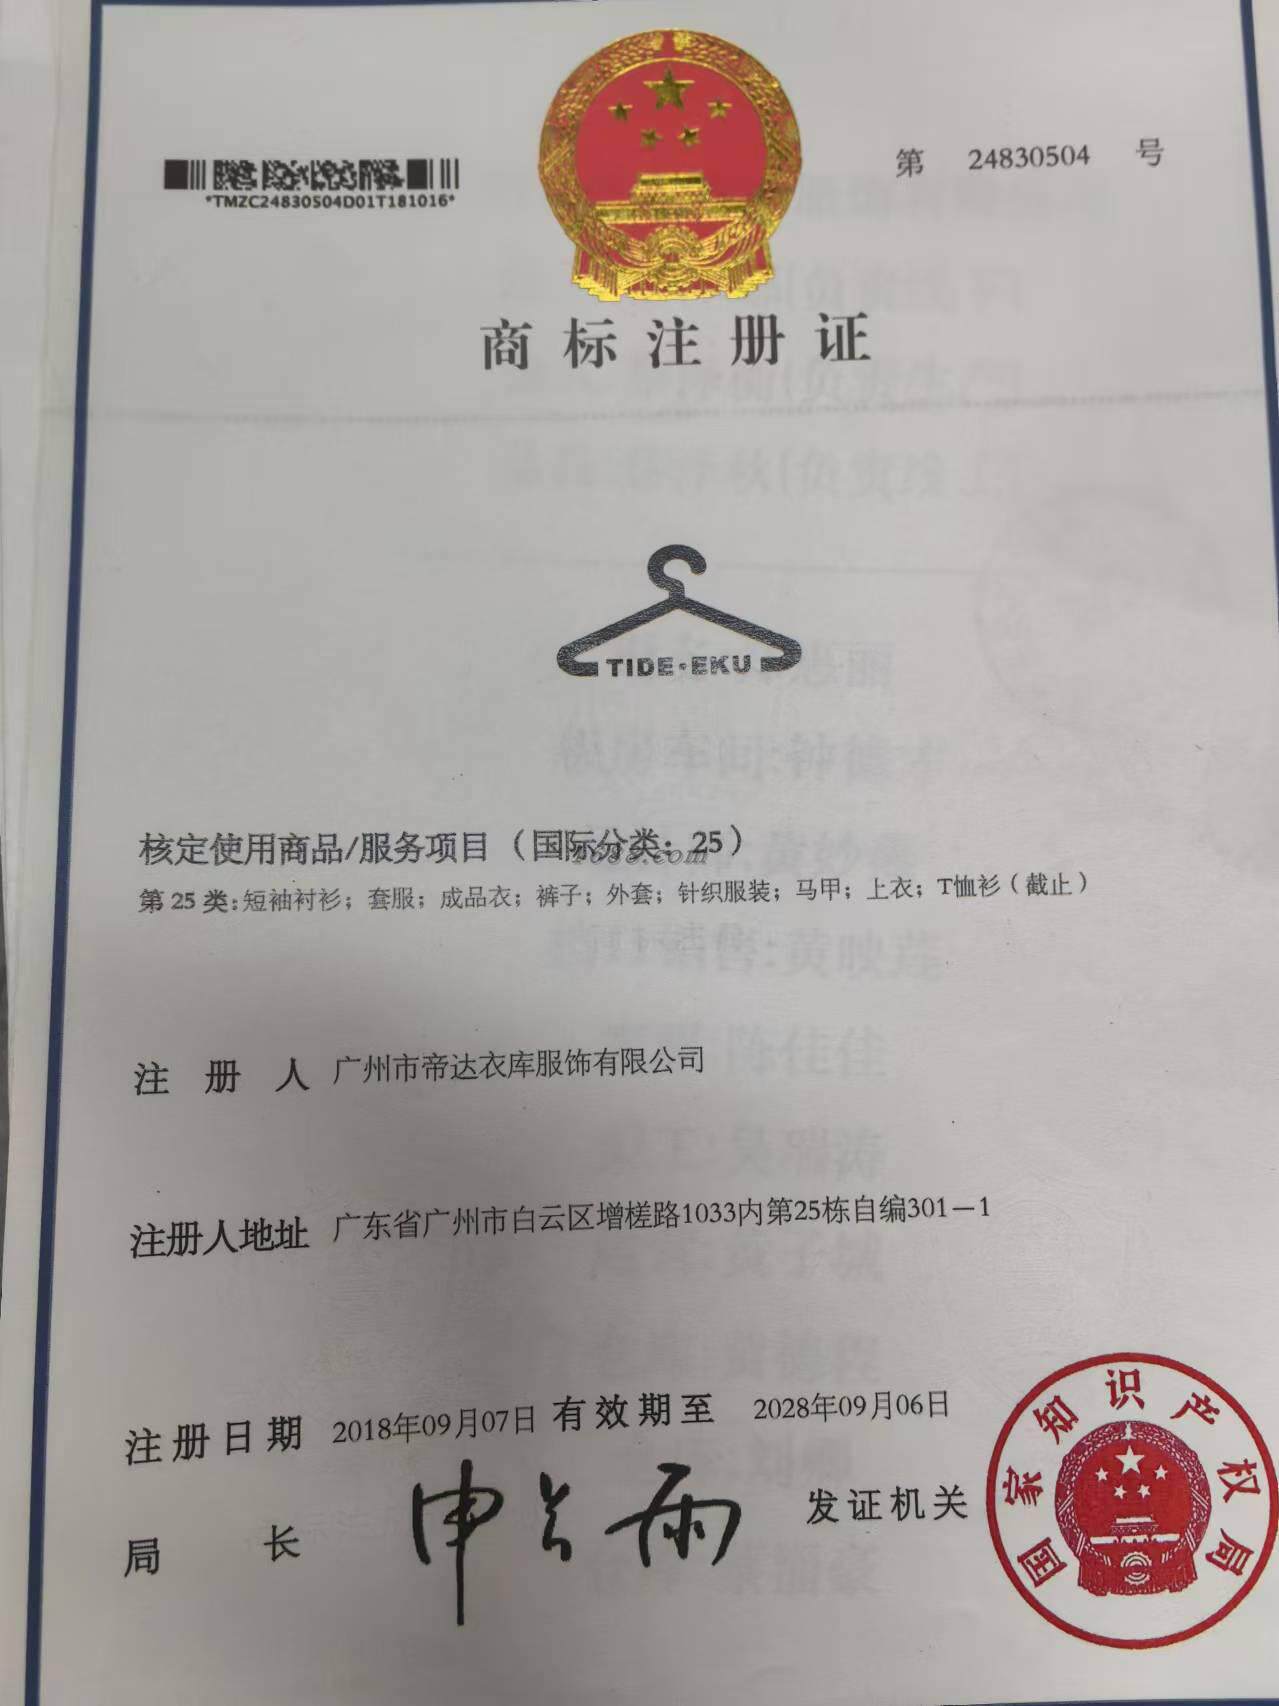 第 24830504 号
*TMZC24830504D01T181016*
商标注册证
TIDE·EKU
核定使用商品/服务项目（国际分类：25）
1688.com
第25类:短袖衬衫；套服；成品衣；裤子；外套；针织服装；马甲；上衣；T恤衫（截止）
注册人 广州市帝达衣库服饰有限公司
注册人地址 广东省广州市白云区增槎路1033内第25栋自编301－1
注册日期 2018年09月07日 有效期至 2028年09月06日
局长 申长雨 发证机关
国家知识产权局